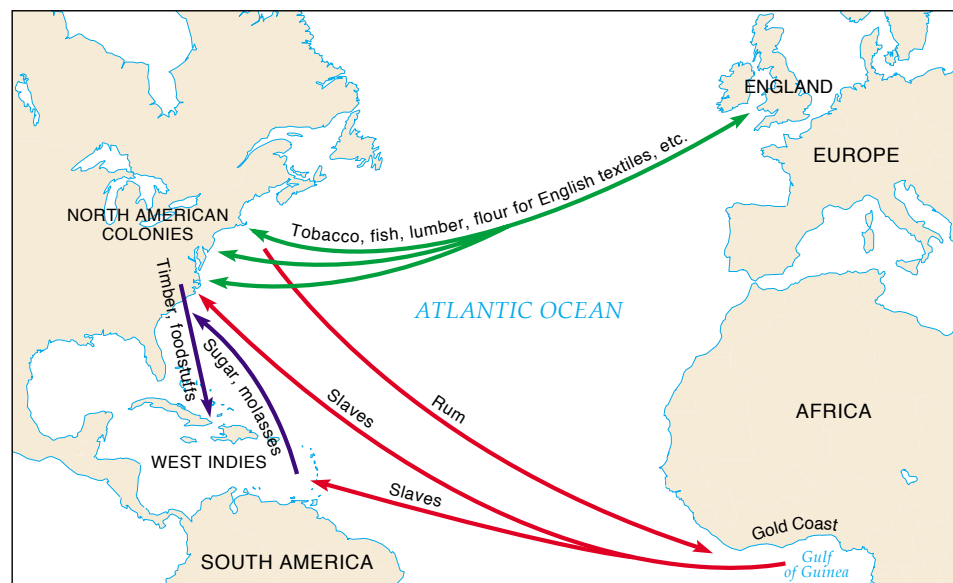 ENGLAND
EUROPE
NORTH AMERICAN
COLONIES
Tobacco, fish, lumber, flour for English textiles, etc.
Timber, foodstuffs
Sugar, molasses
ATLANTIC OCEAN
Slaves
Rum
AFRICA
WEST INDIES
Slaves
Gold Coast
SOUTH AMERICA
Gulf
of Guinea